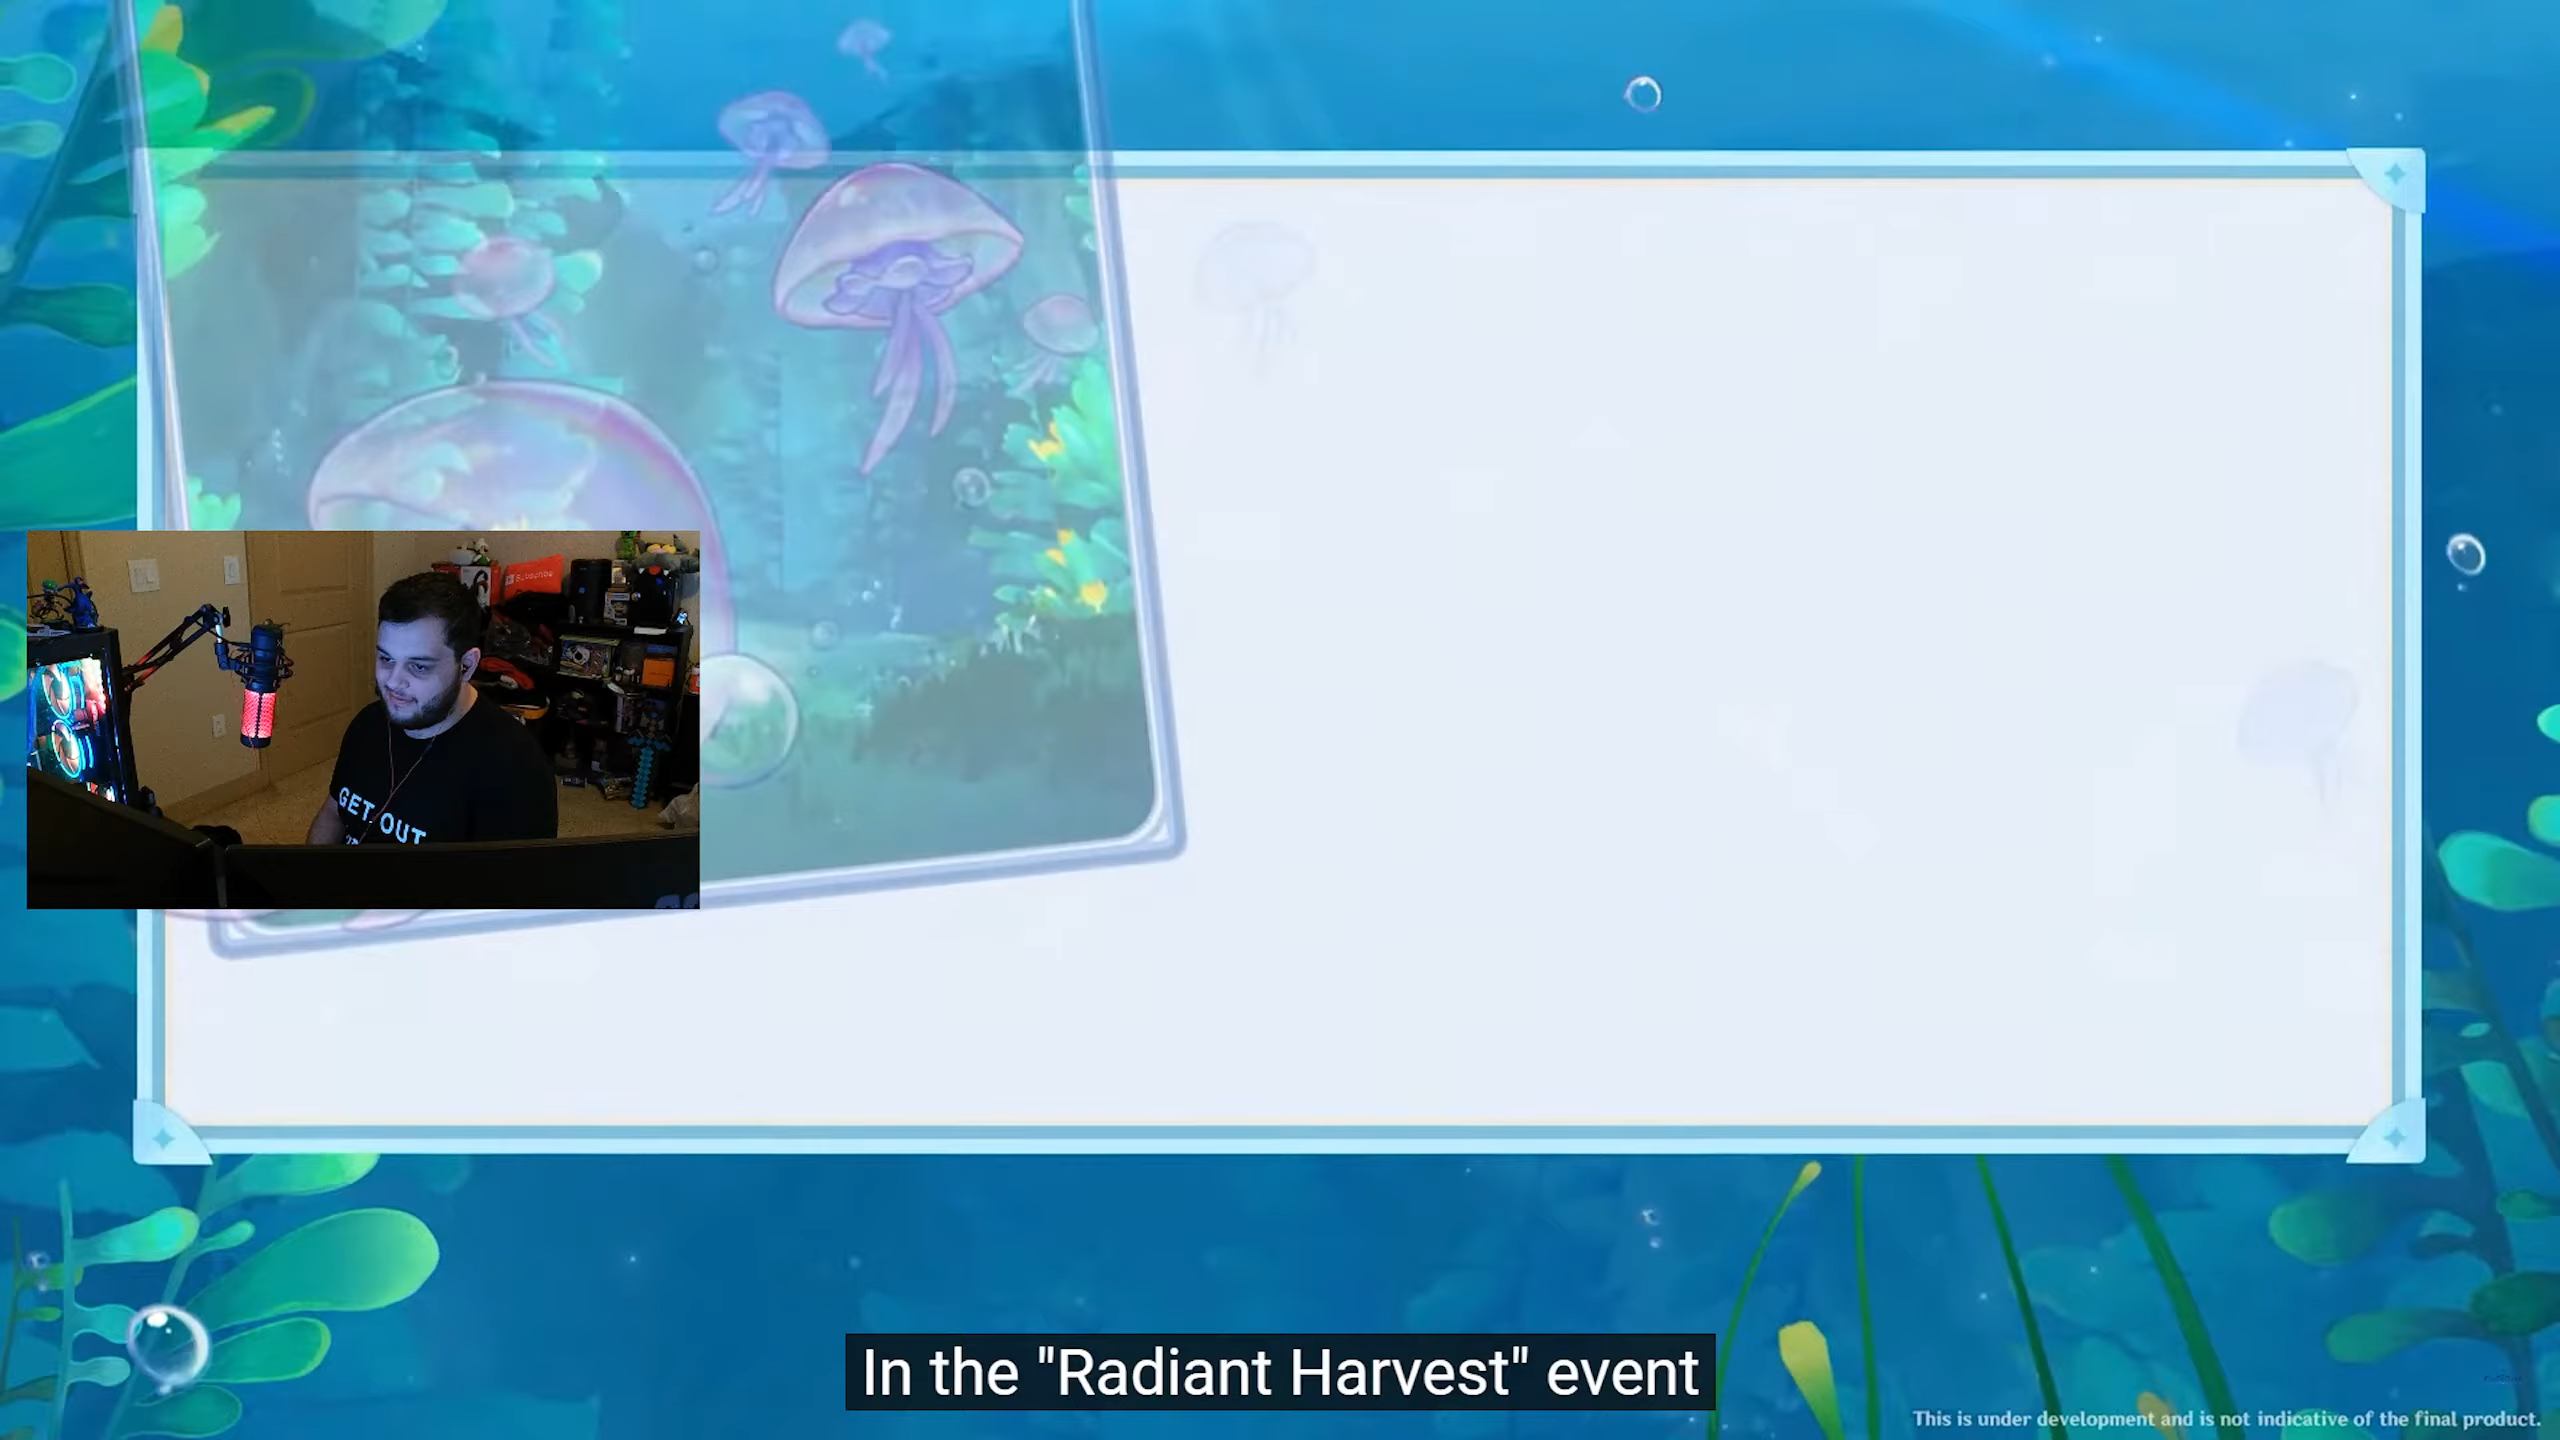 Subscribe
GET OUT
In the "Radiant Harvest" event
This is under development and is not indicative of the final product.